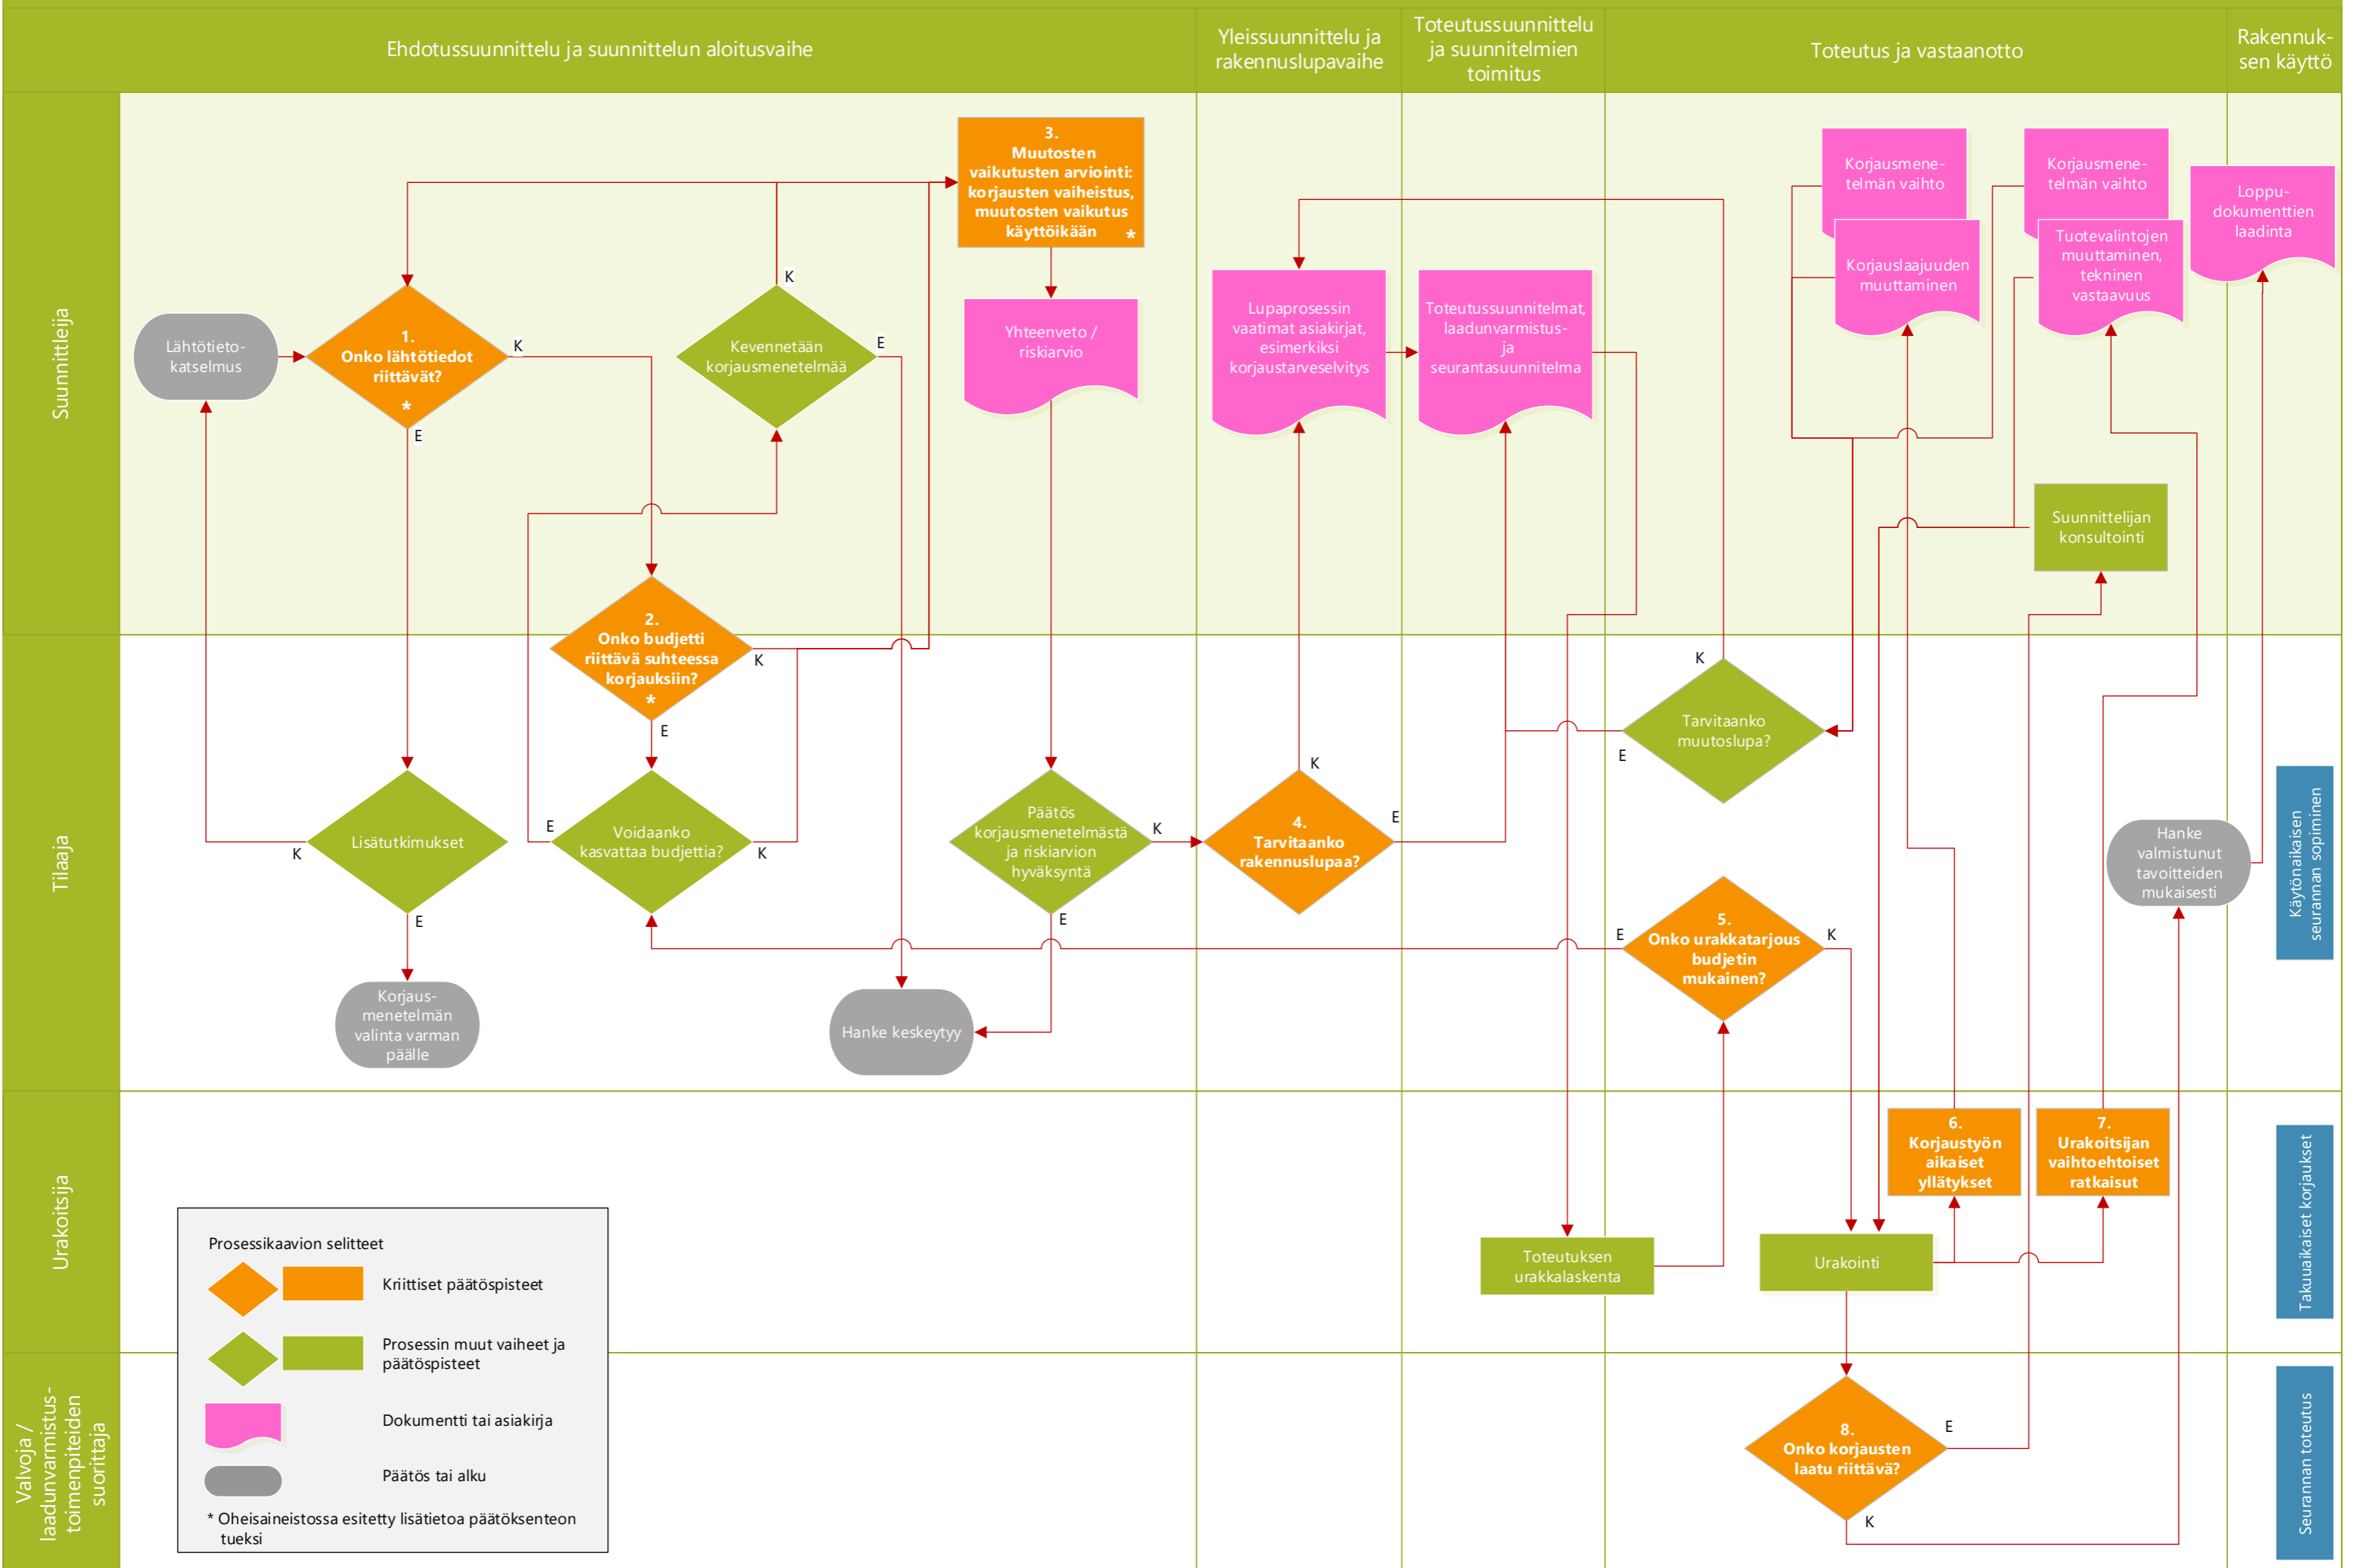 Ehdotussuunnittelu ja suunnittelun aloitusvaihe
Yleissuunnittelu ja
rakennuslupavaihe
Toteutussuunnittelu
ja suunnitelmien
toimitus
Toteutus ja vastaanotto
Rakennuk-
sen käyttö
Suunnittleija
Lähtötieto-
katselmus
1.
Onko lähtötiedot
riittävät?
*
K
E
Kevennetään
korjausmenetelmää
K
E
3.
Muutosten
vaikutusten arviointi:
korjausten vaiheistus,
muutosten vaikutus
käyttöikään *
Yhteenveto /
riskiarvio
Lupaprosessin
vaatimat asiakirjat,
esimerkiksi
korjaustarveselvitys
Toteutussuunnitelmat,
laadunvarmistus-
ja
seurantasuunnitelma
Korjausmene-
telmän vaihto
Korjauslaajuuden
muuttaminen
Korjausmene-
telmän vaihto
Tuotevalintojen
muuttaminen,
tekninen
vastaavuus
Loppu-
dokumenttien
laadinta
Suunnittelijan
konsultointi
2.
Onko budjetti
riittävä suhteessa
korjauksiin?
*
K
E
Tilaaja
Lisätutkimukset
K
E
Voidaanko
kasvattaa budjettia?
E
K
Päätös
korjausmenetelmästä
ja riskiarvion
hyväksyntä
K
E
4.
Tarvitaanko
rakennuslupaa?
K
E
Tarvitaanko
muutoslupa?
K
E
5.
Onko urakkatarjous
budjetin
mukainen?
E
K
Hanke
valmistunut
tavoitteiden
mukaisesti
Käytönaikaisen
seurannan sopiminen
Korjaus-
menetelmän
valinta varman
päälle
Hanke keskeytyy
Urakoitsija
Toteutuksen
urakkalaskenta
Urakointi
6.
Korjaustyön
aikaiset
yllätykset
7.
Urakoitsijan
vaihtoehtoiset
ratkaisut
Takuuaikaiset korjaukset
Valvoja /
laadunvarmistus-
toimenpiteiden
suorittaja
8.
Onko korjausten
laatu riittävä?
E
K
Seurannan toteutus
Prosessikaavion selitteet
Kriittiset päätöspisteet
Prosessin muut vaiheet ja
päätöspisteet
Dokumentti tai asiakirja
Päätös tai alku
* Oheisaineistossa esitetty lisätietoa päätöksenteon
tueksi